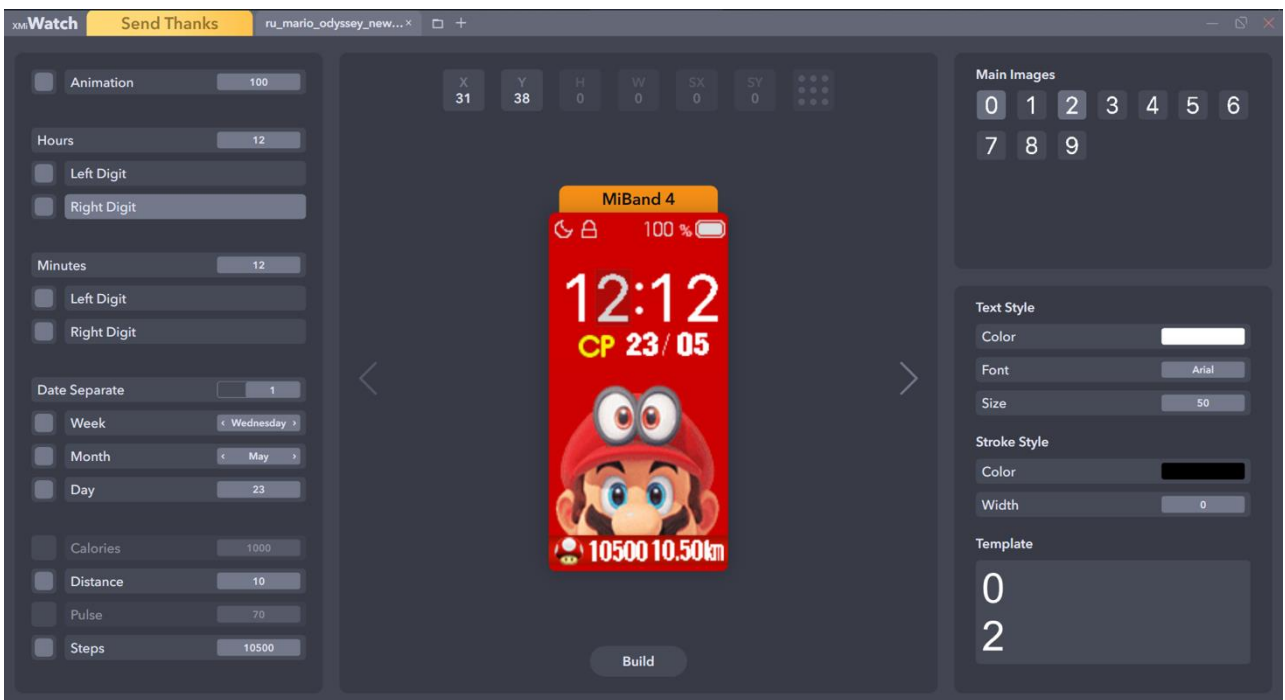 XMiWatch Send Thanks ru_mario_odyssey_new...× +
Animation 100
Hours 12
Left Digit
Right Digit
Minutes 12
Left Digit
Right Digit
Date Separate 1
Week ‹ Wednesday ›
Month ‹ May ›
Day 23
Calories 1000
Distance 10
Pulse 70
Steps 10500
X Y H W SX SY
31 38 0 0 0 0
MiBand 4
100 %
12:12
СР 23/05
10500 10.50km
Build
Main Images
0 1 2 3 4 5 6
7 8 9
Text Style
Color
Font Arial
Size 50
Stroke Style
Color
Width 0
Template
0
2